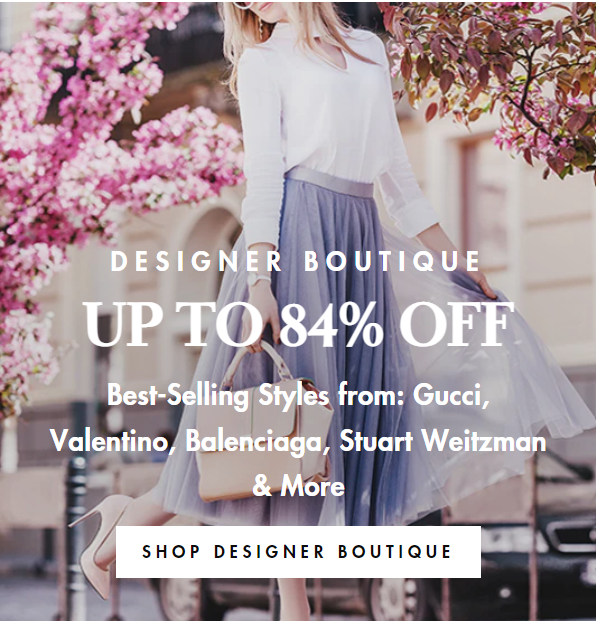 DESIGNER BOUTIQUE
UP TO 84% OFF
Best-Selling Styles from: Gucci,
Valentino, Balenciaga, Stuart Weitzman
& More
SHOP DESIGNER BOUTIQUE